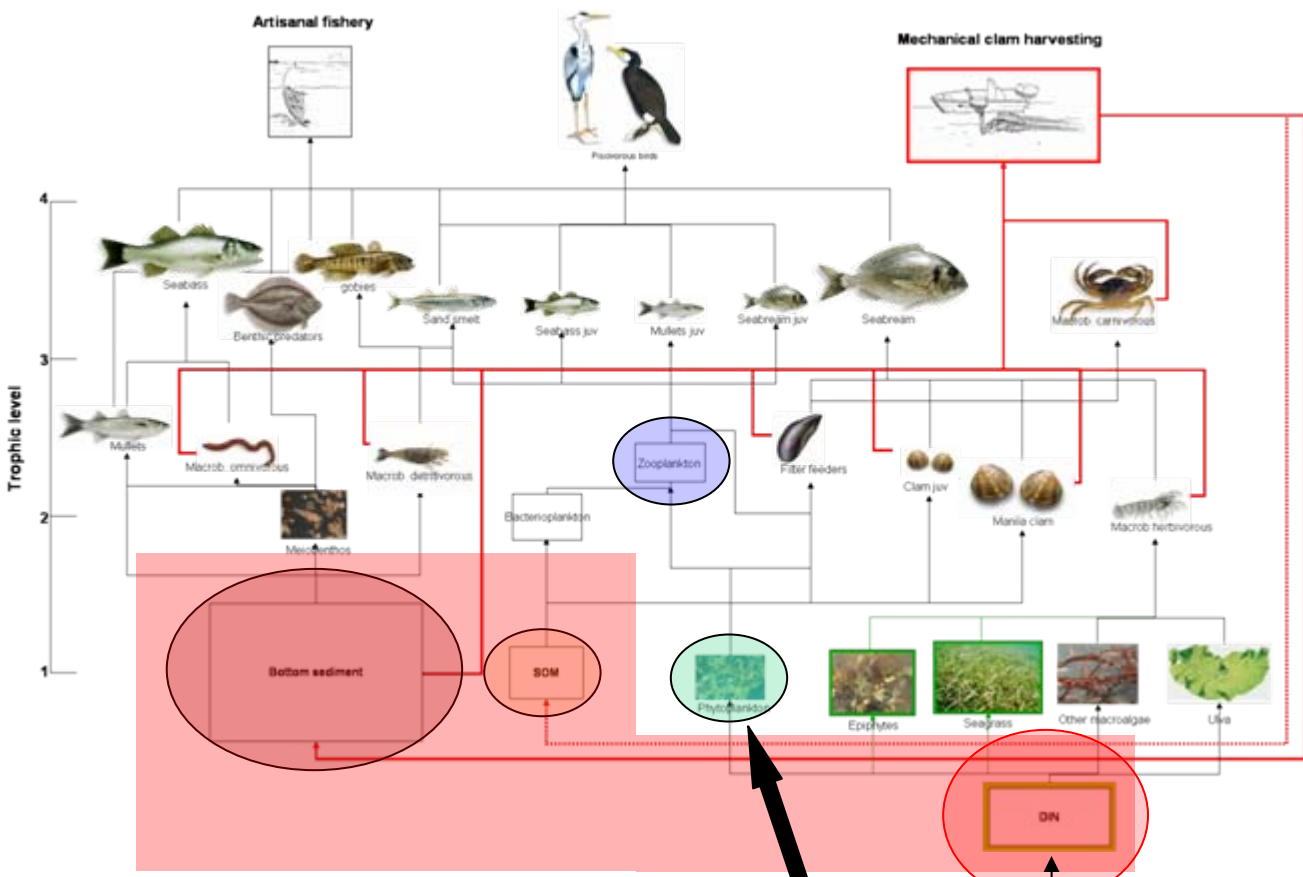 Artisanal fishery
Mechanical clam harvesting
Piscivorous birds
Trophic level
4
3
2
1
Seabass
gobies
Benthic predators
Sand smelt
Seabass juv
Mullets juv
Seabream juv
Seabream
Macrob. carnivorous
Mullets
Macrob. omnivorous
Macrob. detritivorous
Zooplankton
Filter feeders
Clam juv
Manila clam
Macrob herbivorous
Bacterioplankton
Meiobenthos
Bottom sediment
SOM
Phytoplankton
Epiphytes
Seagrass
Other macroalgae
Ulva
DIN